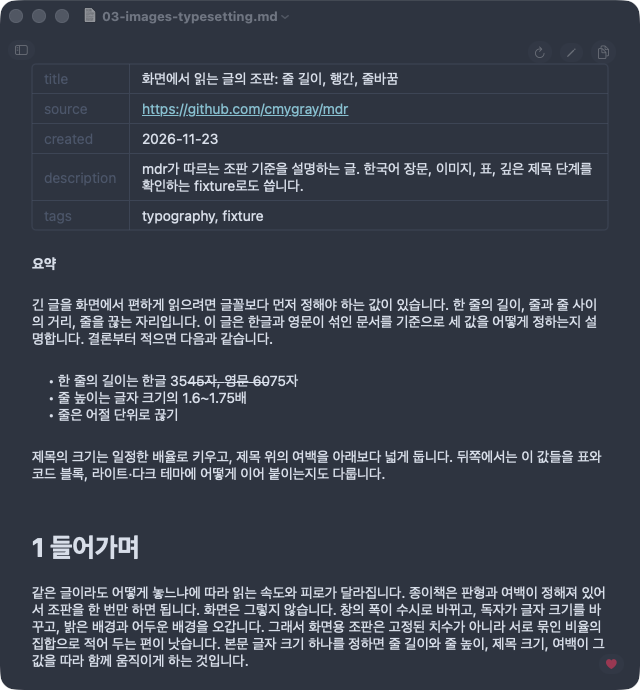 03-images-typesetting.md
title 화면에서 읽는 글의 조판: 줄 길이, 행간, 줄바꿈
source https://github.com/cmygray/mdr
created 2026-11-23
description mdr가 따르는 조판 기준을 설명하는 글. 한국어 장문, 이미지, 표, 깊은 제목 단계를
확인하는 fixture로도 씁니다.
tags typography, fixture
요약
긴 글을 화면에서 편하게 읽으려면 글꼴보다 먼저 정해야 하는 값이 있습니다. 한 줄의 길이, 줄과 줄 사이
의 거리, 줄을 끊는 자리입니다. 이 글은 한글과 영문이 섞인 문서를 기준으로 세 값을 어떻게 정하는지 설
명합니다. 결론부터 적으면 다음과 같습니다.
• 한 줄의 길이는 한글 3545자, 영문 6075자
• 줄 높이는 글자 크기의 1.6~1.75배
• 줄은 어절 단위로 끊기
제목의 크기는 일정한 배율로 키우고, 제목 위의 여백을 아래보다 넓게 둡니다. 뒤쪽에서는 이 값들을 표와
코드 블록, 라이트·다크 테마에 어떻게 이어 붙이는지도 다룹니다.
1 들어가며
같은 글이라도 어떻게 놓느냐에 따라 읽는 속도와 피로가 달라집니다. 종이책은 판형과 여백이 정해져 있어
서 조판을 한 번만 하면 됩니다. 화면은 그렇지 않습니다. 창의 폭이 수시로 바뀌고, 독자가 글자 크기를 바
꾸고, 밝은 배경과 어두운 배경을 오갑니다. 그래서 화면용 조판은 고정된 치수가 아니라 서로 묶인 비율의
집합으로 적어 두는 편이 낫습니다. 본문 글자 크기 하나를 정하면 줄 길이와 줄 높이, 제목 크기, 여백이 그
값을 따라 함께 움직이게 하는 것입니다.